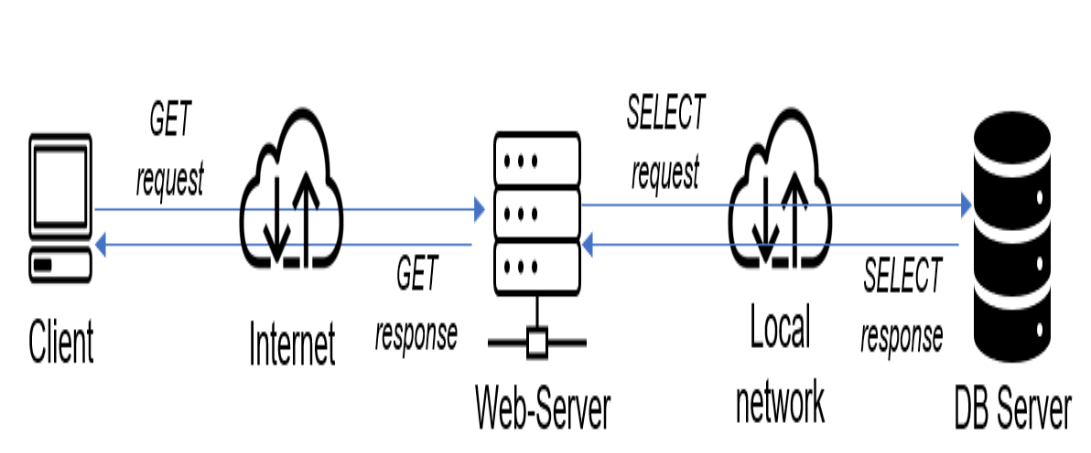 GET
request
SELECT
request
GET
response
SELECT
response
Client
Internet
Web-Server
Local
network
DB Server